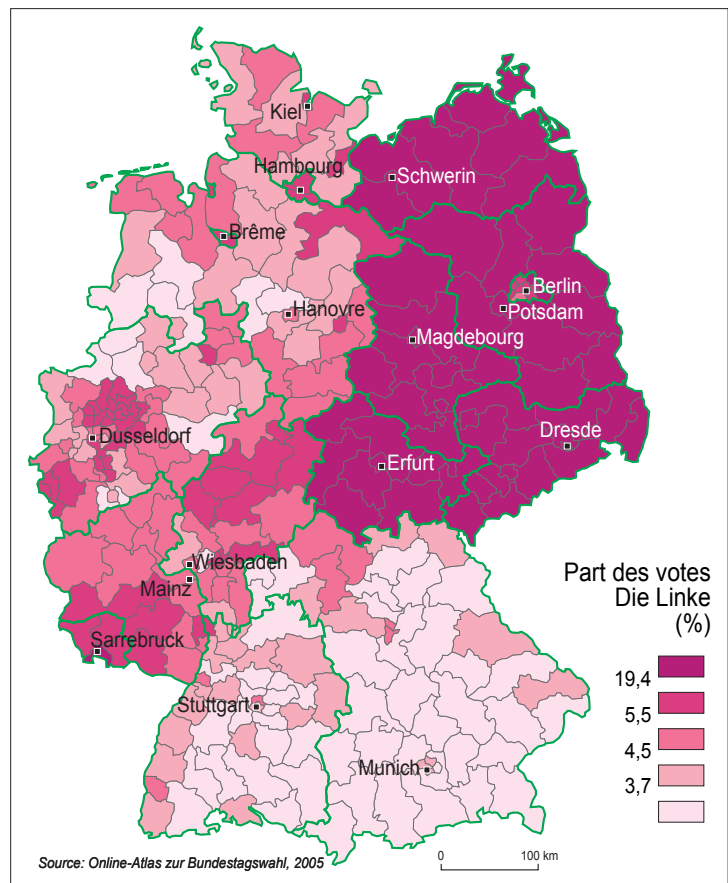 Kiel
Hambourg
Schwerin
Brême
Berlin
Hanovre
Potsdam
Magdebourg
Dusseldorf
Dresde
Erfurt
Wiesbaden
Mainz
Sarrebruck
Stuttgart
Munich
Part des votes
Die Linke
(%)
19,4
5,5
4,5
3,7
Source: Online-Atlas zur Bundestagswahl, 2005
0 100 km